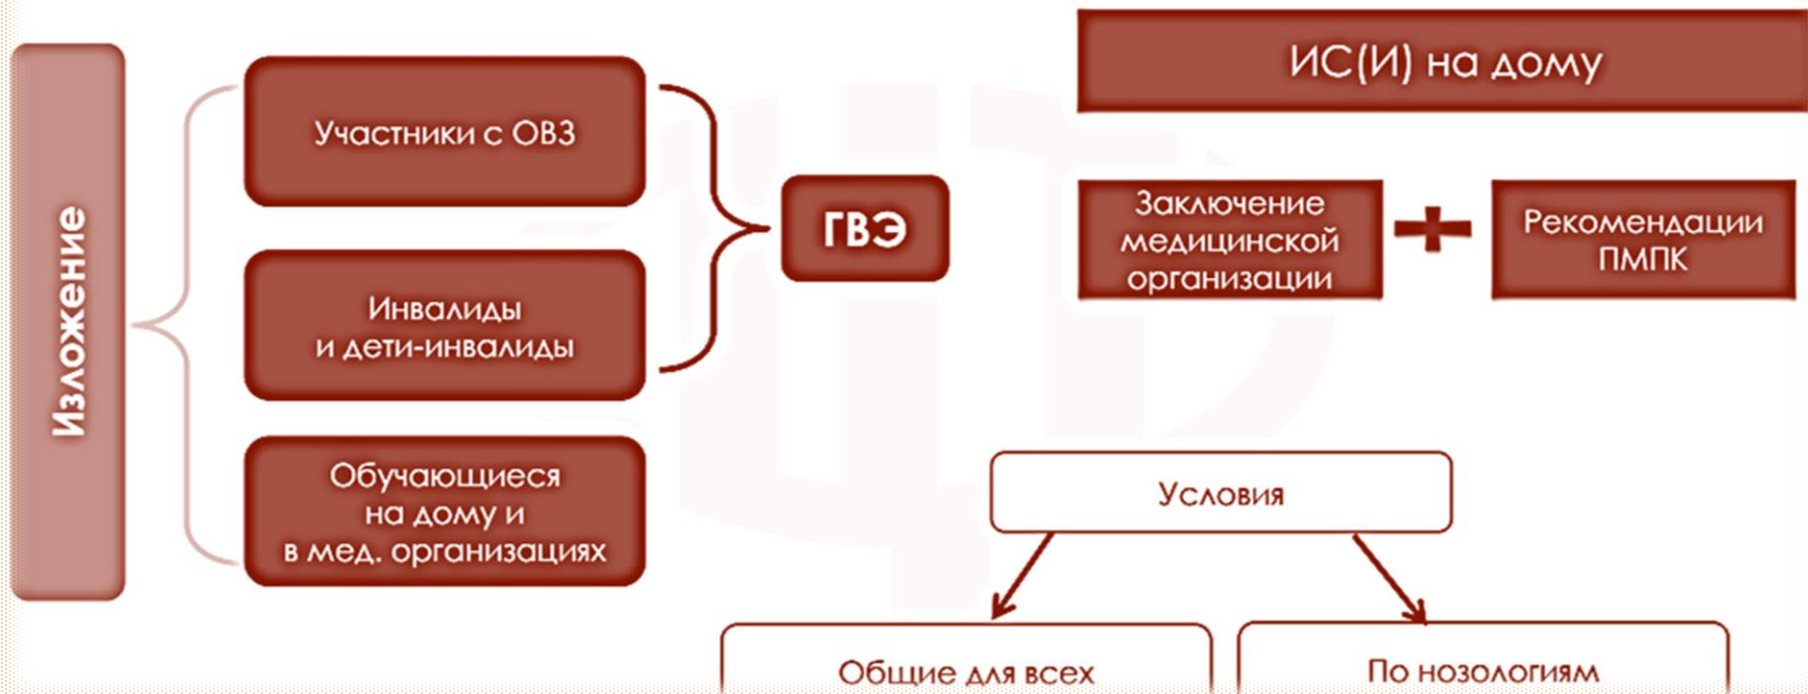 Изложение
Участники с ОВЗ
Инвалиды
и дети-инвалиды
Обучающиеся
на дому и
в мед. организациях
ГВЭ
ИС(И) на дому
Заключение
медицинской
организации
+
Рекомендации
ПМПК
Условия
Общие для всех
По нозологиям